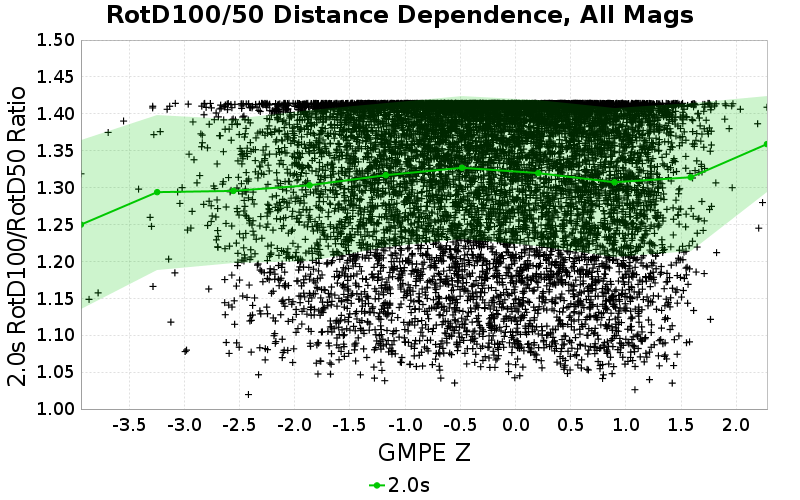 RotD100/50 Distance Dependence, All Mags
2.0s RotD100/RotD50 Ratio
1.50
1.45
1.40
1.35
1.30
1.25
1.20
1.15
1.10
1.05
1.00
-3.5 -3.0 -2.5 -2.0 -1.5 -1.0 -0.5 0.0 0.5 1.0 1.5 2.0
GMPE Z
2.0s